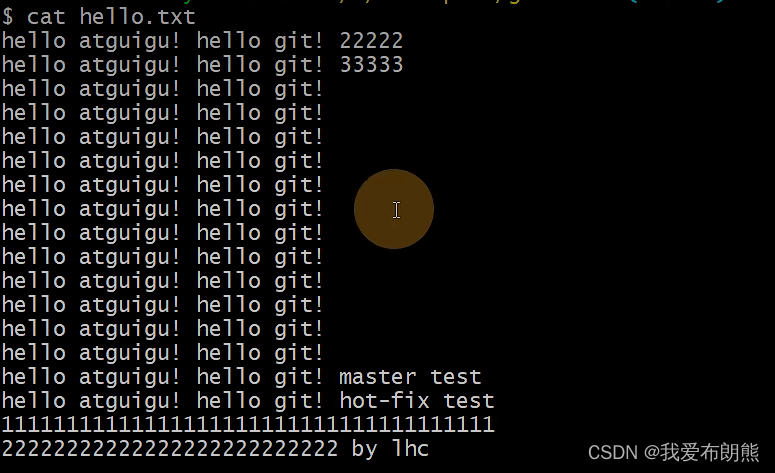 $ cat hello.txt
hello atguigu! hello git! 22222
hello atguigu! hello git! 33333
hello atguigu! hello git!
hello atguigu! hello git!
hello atguigu! hello git!
hello atguigu! hello git!
hello atguigu! hello git!
hello atguigu! hello git!
hello atguigu! hello git!
hello atguigu! hello git!
hello atguigu! hello git!
hello atguigu! hello git!
hello atguigu! hello git!
hello atguigu! hello git!
hello atguigu! hello git! master test
hello atguigu! hello git! hot-fix test
11111111111111111111111111111111111111
22222222222222222222222222 by lhc
CSDN @我爱布朗熊